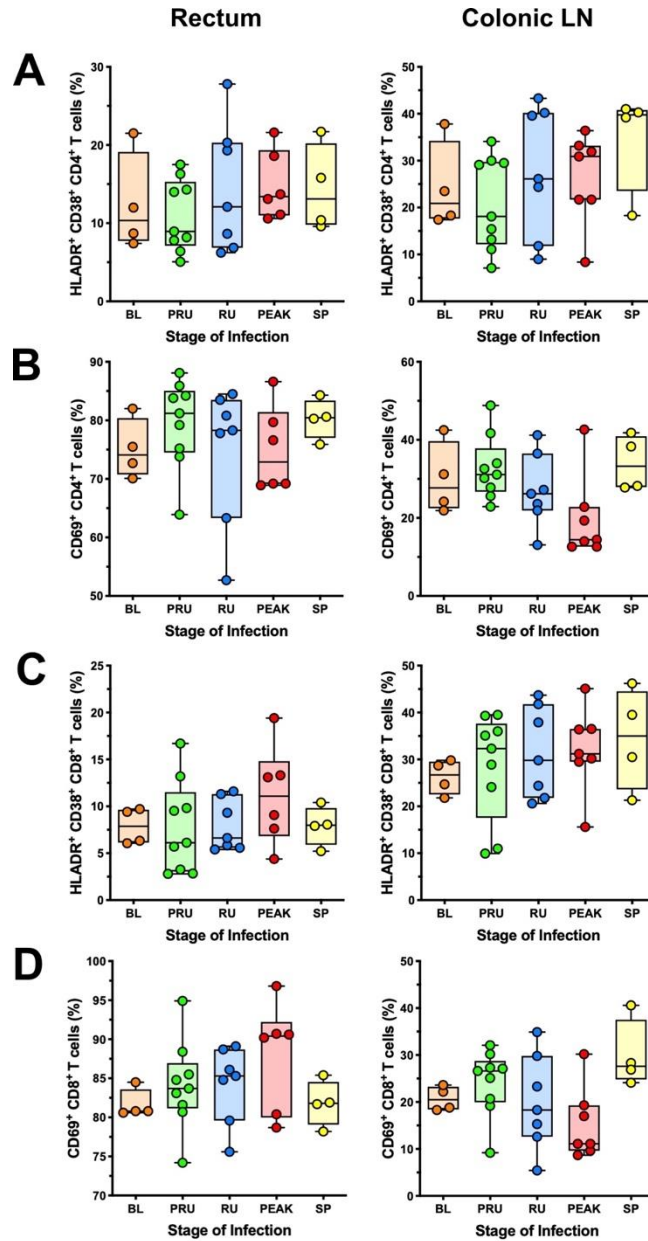 Rectum Colonic LN
A
HLADR⁺ CD38⁺ CD4⁺ T cells (%)
30
20
10
0
BL PRU RU PEAK SP
Stage of Infection
HLADR⁺ CD38⁺ CD4⁺ T cells (%)
50
40
30
20
10
0
BL PRU RU PEAK SP
Stage of Infection
B
CD69⁺ CD4⁺ T cells (%)
90
80
70
60
50
BL PRU RU PEAK SP
Stage of Infection
CD69⁺ CD4⁺ T cells (%)
60
40
20
0
BL PRU RU PEAK SP
Stage of Infection
C
HLADR⁺ CD38⁺ CD8⁺ T cells (%)
25
20
15
10
5
0
BL PRU RU PEAK SP
Stage of Infection
HLADR⁺ CD38⁺ CD8⁺ T cells (%)
50
40
30
20
10
0
BL PRU RU PEAK SP
Stage of Infection
D
CD69⁺ CD8⁺ T cells (%)
100
95
90
85
80
75
70
BL PRU RU PEAK SP
Stage of Infection
CD69⁺ CD8⁺ T cells (%)
50
40
30
20
10
0
BL PRU RU PEAK SP
Stage of Infection